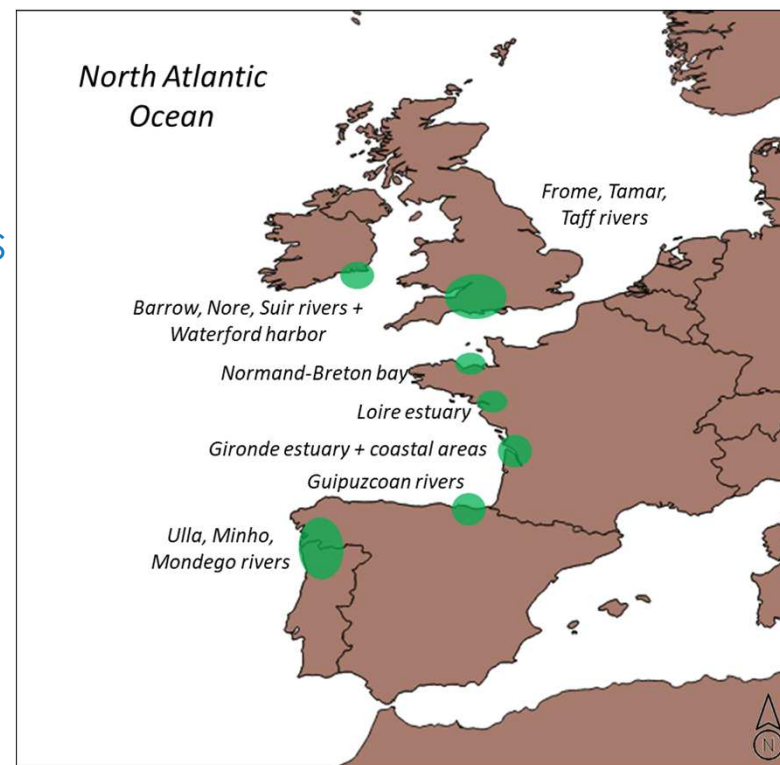 North Atlantic
Ocean
S
Frome, Tamar,
Taff rivers
Barrow, Nore, Suir rivers +
Waterford harbor
Normand-Breton bay
Loire estuary
Gironde estuary + coastal areas
Guipuzcoan rivers
Ulla, Minho,
Mondego rivers
N